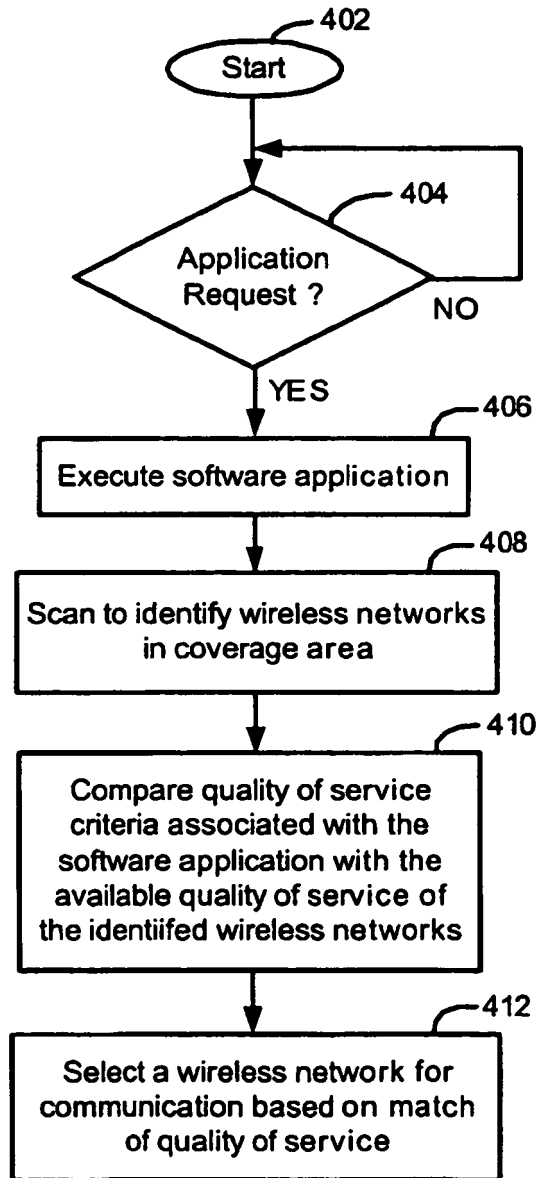 402
Start
404
Application
Request ?
NO
YES
406
Execute software application
408
Scan to identify wireless networks
in coverage area
410
Compare quality of service
criteria associated with the
software application with the
available quality of service of
the identiifed wireless networks
412
Select a wireless network for
communication based on match
of quality of service